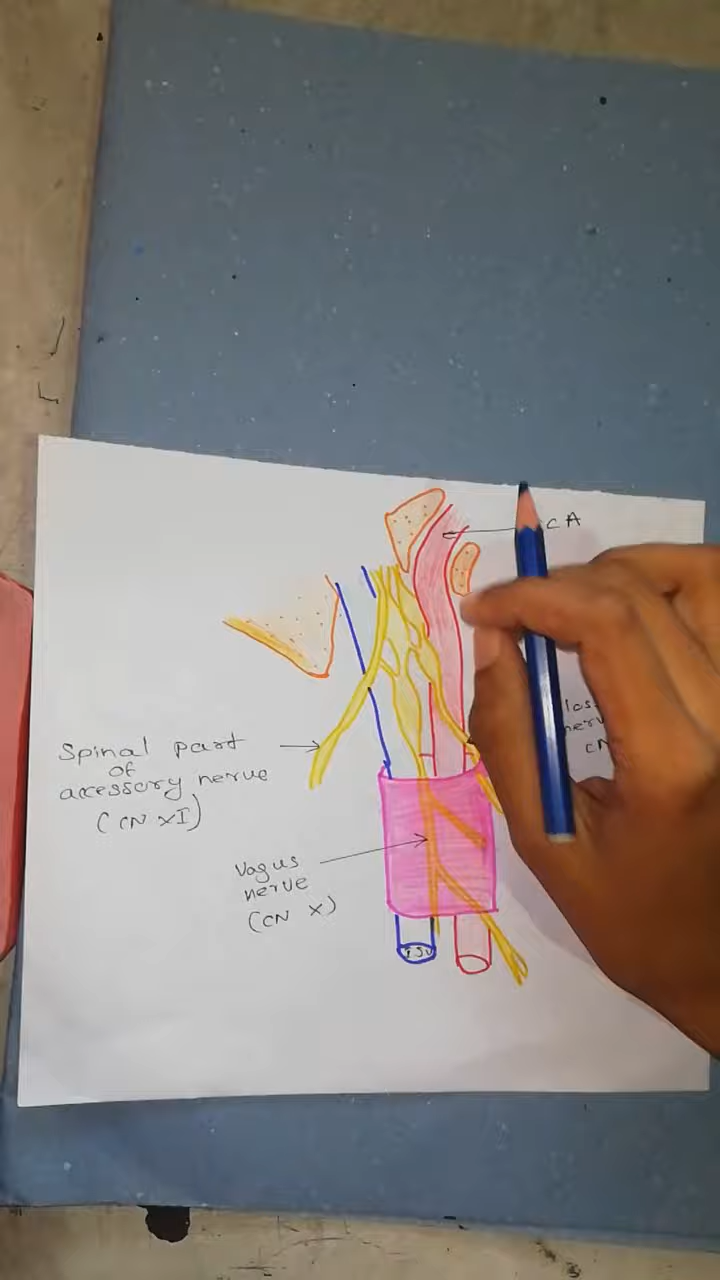 CA
Spinal part
of
accessory nerve
(CN XI)
Vagus
nerve
(CN X)
IJV